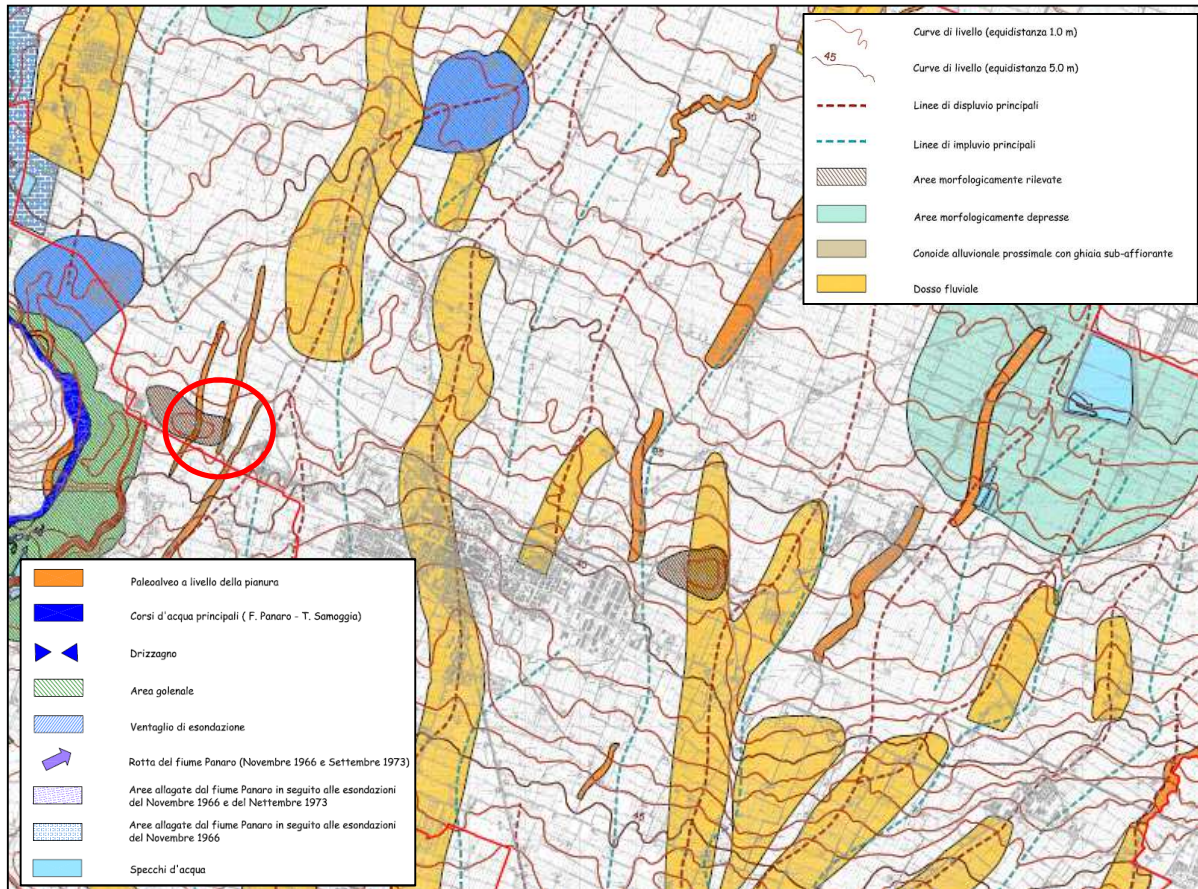 Curve di livello (equidistanza 1.0 m)
45
Curve di livello (equidistanza 5.0 m)
Linee di displuvio principali
Linee di impluvio principali
Aree morfologicamente rilevate
Aree morfologicamente depresse
Conoide alluvionale prossimale con ghiaia sub-affiorante
Dosso fluviale
30
35
40
45
Paleoalveo a livello della pianura
Corsi d'acqua principali ( F. Panaro - T. Samoggia)
Drizzagno
Area golenale
Ventaglio di esondazione
Rotta del fiume Panaro (Novembre 1966 e Settembre 1973)
Aree allagate dal fiume Panaro in seguito alle esondazioni
del Novembre 1966 e del Nettembre 1973
Aree allagate dal fiume Panaro in seguito alle esondazioni
del Novembre 1966
Specchi d'acqua